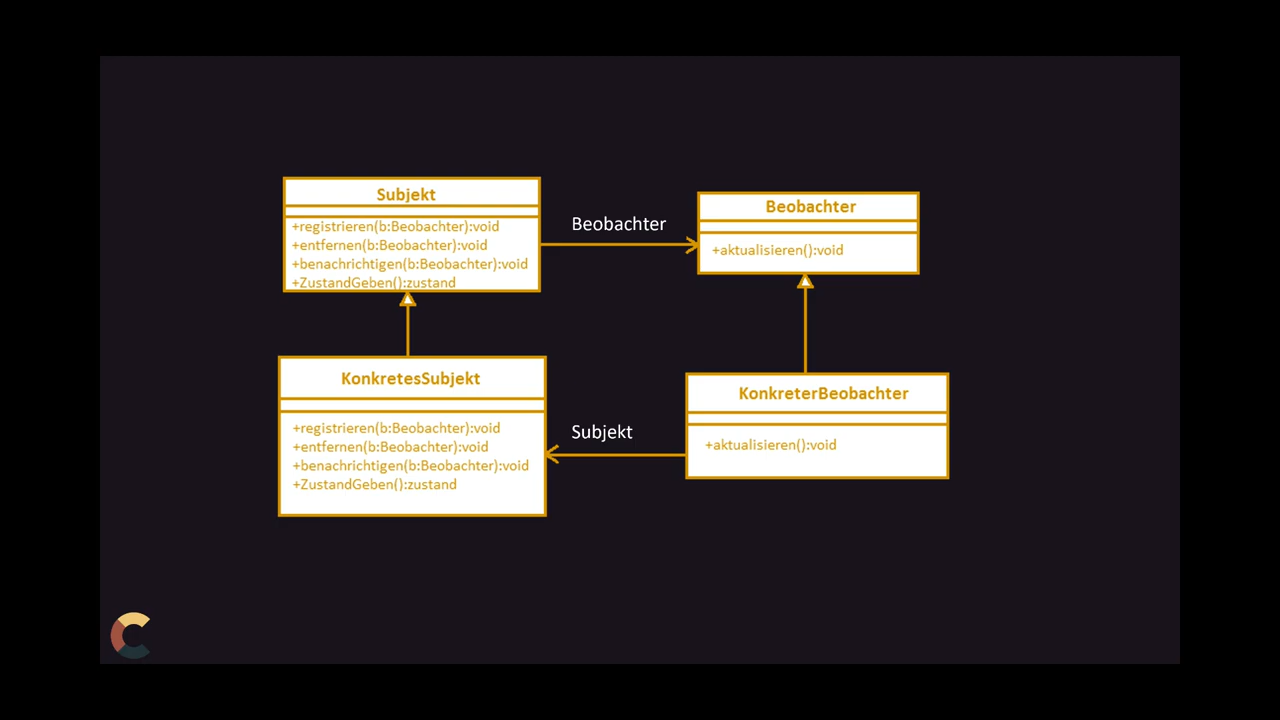 Subjekt
+registrieren(b:Beobachter):void
+entfernen(b:Beobachter):void
+benachrichtigen(b:Beobachter):void
+ZustandGeben():zustand
Beobachter
Beobachter
+aktualisieren():void
KonkretesSubjekt
+registrieren(b:Beobachter):void
+entfernen(b:Beobachter):void
+benachrichtigen(b:Beobachter):void
+ZustandGeben():zustand
Subjekt
KonkreterBeobachter
+aktualisieren():void